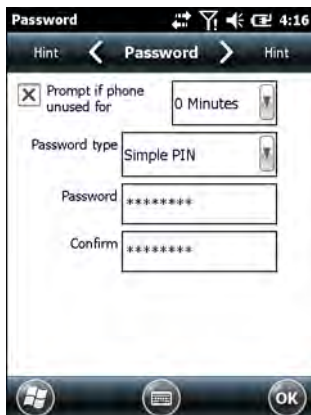 Password 4:16
Hint Password Hint
Prompt if phone
unused for
0 Minutes
Password type
Simple PIN
Password ********
Confirm ********
OK